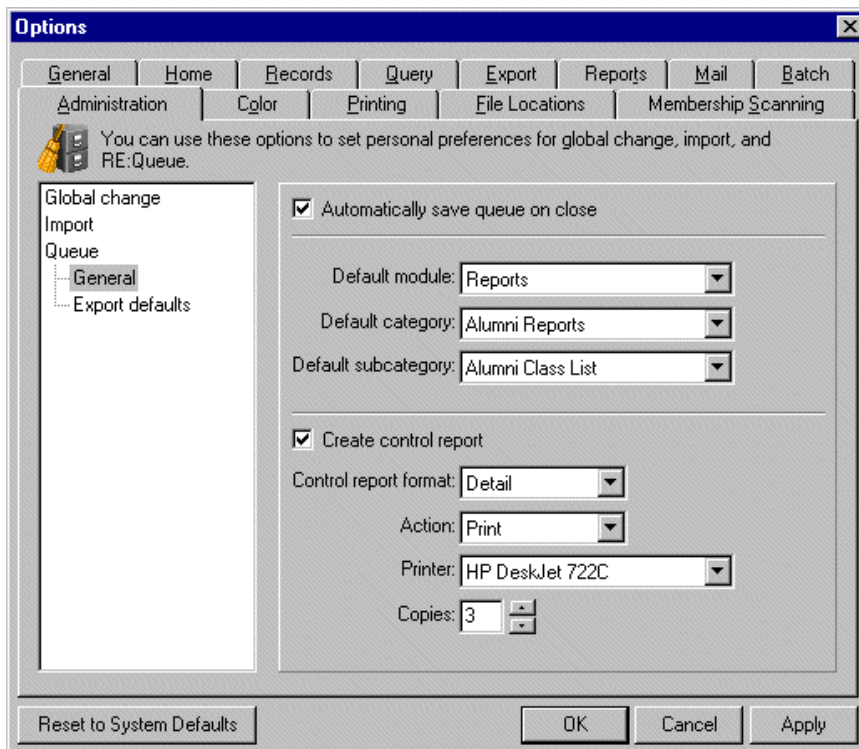 Options
General Home Records Query Export Reports Mail Batch
Administration Color Printing File Locations Membership Scanning
You can use these options to set personal preferences for global change, import, and
RE:Queue.
Global change
Import
Queue
General
Export defaults
Automatically save queue on close
Default module: Reports
Default category: Alumni Reports
Default subcategory: Alumni Class List
Create control report
Control report format: Detail
Action: Print
Printer: HP DeskJet 722C
Copies: 3
Reset to System Defaults OK Cancel Apply